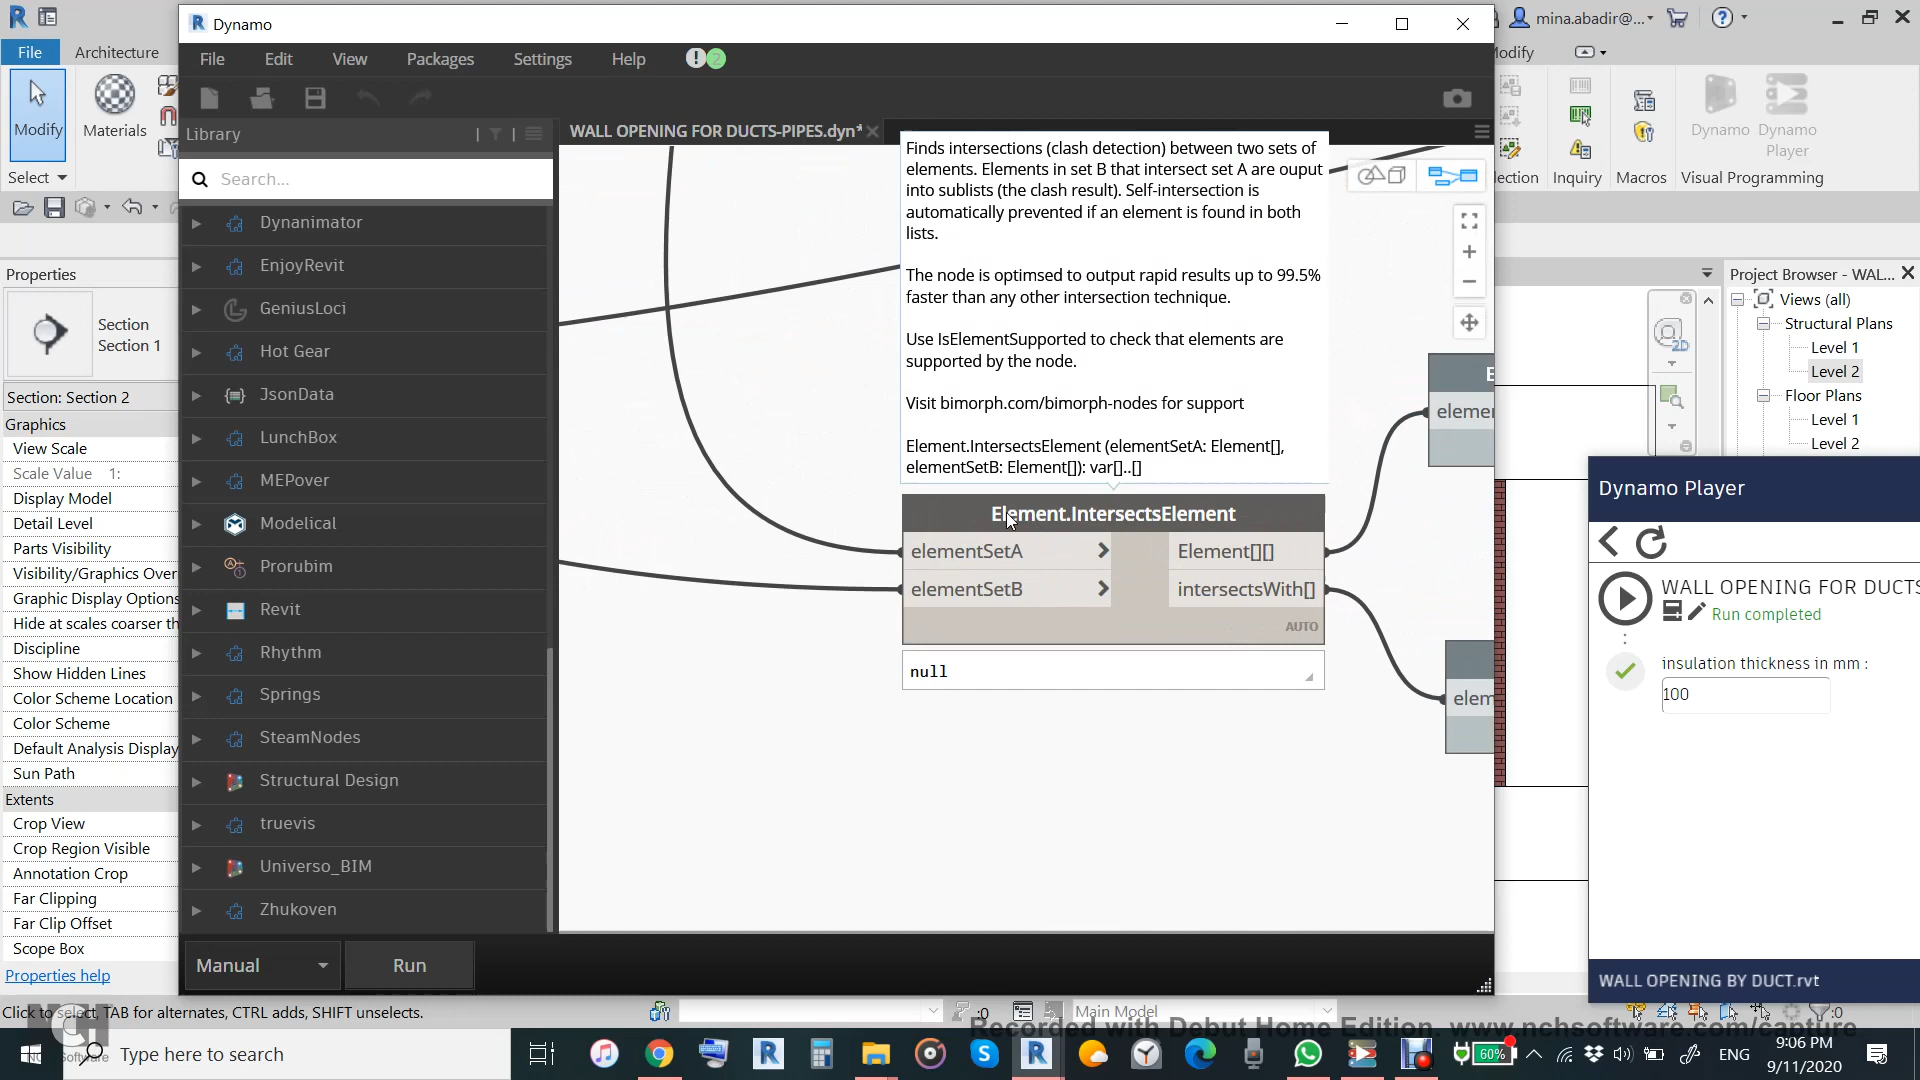 Dynamo
mina.abadir@...
File
Architecture
Modify
Materials
Select
File
Edit
View
Packages
Settings
Help
2
Library
WALL OPENING FOR DUCTS-PIPES.dyn*
Search...
Dynanimator
EnjoyRevit
GeniusLoci
Hot Gear
JsonData
LunchBox
MEPover
Modelical
Prorubim
Revit
Rhythm
Springs
SteamNodes
Structural Design
truevis
Universo_BIM
Zhukoven
Manual
Run
Finds intersections (clash detection) between two sets of
elements. Elements in set B that intersect set A are ouput
into sublists (the clash result). Self-intersection is
automatically prevented if an element is found in both
lists.
The node is optimsed to output rapid results up to 99.5%
faster than any other intersection technique.
Use IsElementSupported to check that elements are
supported by the node.
Visit bimorph.com/bimorph-nodes for support
Element.IntersectsElement (elementSetA: Element[],
elementSetB: Element[]): var[]..[]
Element.IntersectsElement
elementSetA
Element[][]
elementSetB
intersectsWith[]
AUTO
null
E
elemen
elem
Properties
Section
Section 1
Section: Section 2
Graphics
View Scale
Scale Value 1:
Display Model
Detail Level
Parts Visibility
Visibility/Graphics Over
Graphic Display Options
Hide at scales coarser th
Discipline
Show Hidden Lines
Color Scheme Location
Color Scheme
Default Analysis Display
Sun Path
Extents
Crop View
Crop Region Visible
Annotation Crop
Far Clipping
Far Clip Offset
Scope Box
Properties help
Modify
Dynamo
Dynamo
Player
lection
Inquiry
Macros
Visual Programming
Project Browser - WAL...
Views (all)
Structural Plans
Level 1
Level 2
Floor Plans
Level 1
Level 2
2D
Dynamo Player
WALL OPENING FOR DUCTS
Run completed
insulation thickness in mm :
100
WALL OPENING BY DUCT.rvt
Click to select, TAB for alternates, CTRL adds, SHIFT unselects.
:0
Main Model
:0
NCH
Software
Recorded with Debut Home Edition. www.nchsoftware.com/capture
Type here to search
60%
ENG
9:06 PM
9/11/2020